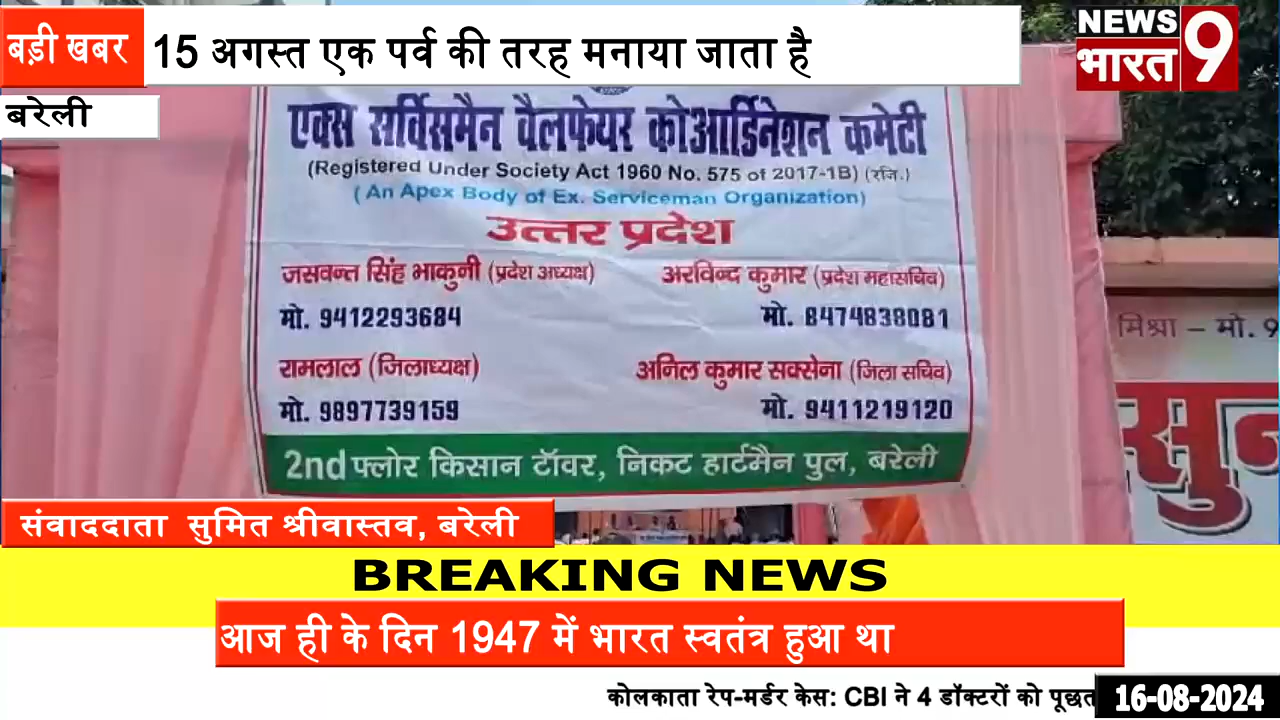 बड़ी खबर
15 अगस्त एक पर्व की तरह मनाया जाता है
NEWS
भारत 9
बरेली
एक्स सर्विसमैन वैलफेयर कोआर्डिनेशन कमेटी
(Registered Under Society Act 1960 No. 575 of 2017-1B) (रजि.)
(An Apex Body of Ex. Serviceman Organization)
उत्तर प्रदेश
जसवन्त सिंह भाकुनी (प्रदेश अध्यक्ष)
अरविन्द कुमार (प्रदेश महासचिव)
मो. 9412293684
मो. 8474838081
रामलाल (जिलाध्यक्ष)
अनिल कुमार सक्सेना (जिला सचिव)
मो. 9897739159
मो. 9411219120
2nd फ्लोर किसान टॉवर, निकट हार्टमैन पुल, बरेली
मिश्रा – मो. 9
संवाददाता सुमित श्रीवास्तव, बरेली
BREAKING NEWS
आज ही के दिन 1947 में भारत स्वतंत्र हुआ था
कोलकाता रेप-मर्डर केस: CBI ने 4 डॉक्टरों को पूछत
16-08-2024